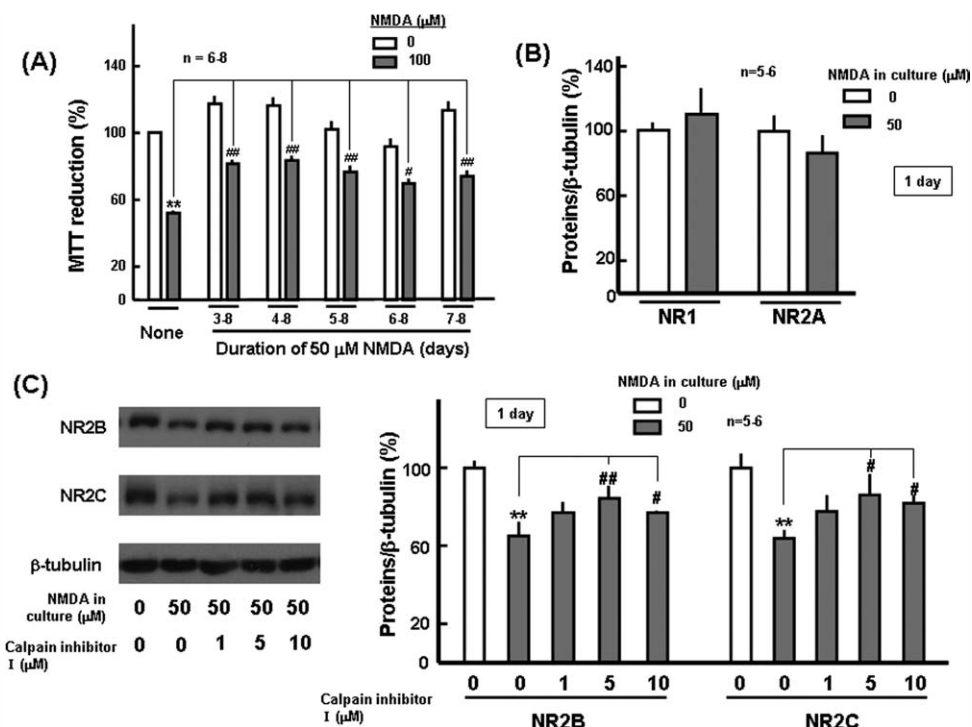 (A)
NMDA (μM)
0
100
n = 6-8
MTT reduction (%)
140
100
60
20
0
**
##
##
##
#
##
None
3-8
4-8
5-8
6-8
7-8
Duration of 50 μM NMDA (days)
(B)
n=5-6
NMDA in culture (μM)
0
50
1 day
Proteins/β-tubulin (%)
140
100
60
20
0
NR1
NR2A
(C)
NR2B
NR2C
β-tubulin
NMDA in culture (μM)
0 50 50 50 50
Calpain inhibitor I (μM)
0 0 1 5 10
NMDA in culture (μM)
0
50
1 day
n=5-6
Proteins/β-tubulin (%)
100
60
20
0
**
##
#
**
#
#
Calpain inhibitor I (μM)
0 0 1 5 10 0 0 1 5 10
NR2B
NR2C